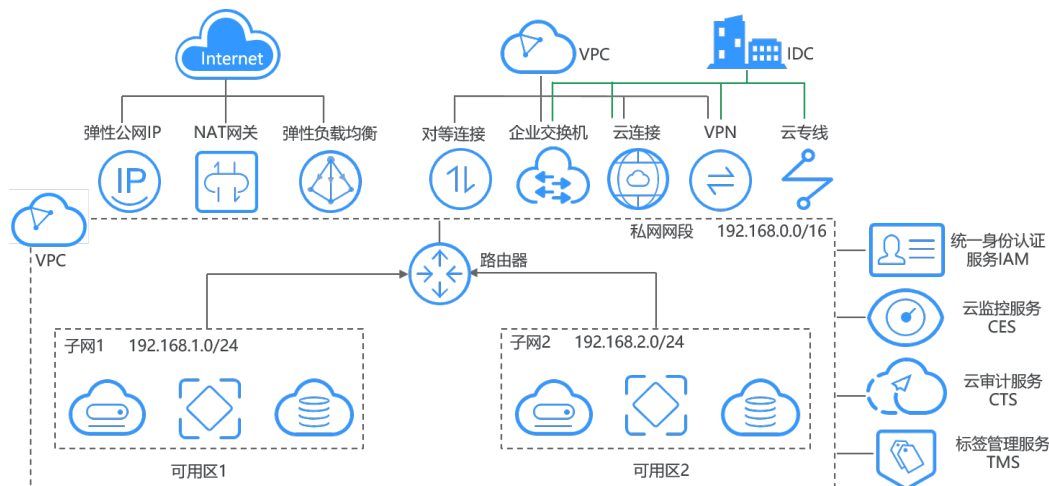 Internet
VPC
IDC
弹性公网IP
NAT网关
弹性负载均衡
对等连接
企业交换机
云连接
VPN
云专线
IP
VPC
私网网段 192.168.0.0/16
路由器
子网1 192.168.1.0/24
子网2 192.168.2.0/24
可用区1
可用区2
统一身份认证
服务IAM
云监控服务
CES
云审计服务
CTS
标签管理服务
TMS